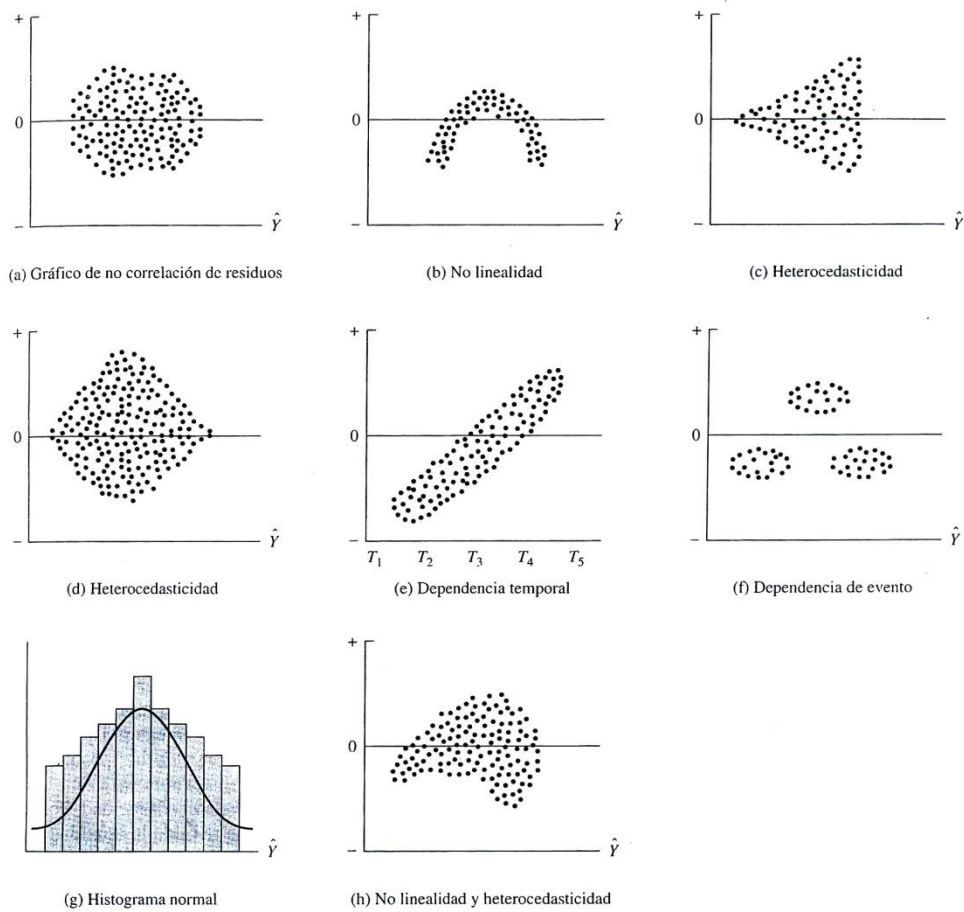 +
0
−
Ŷ
(a) Gráfico de no correlación de residuos
+
0
−
Ŷ
(b) No linealidad
+
0
−
Ŷ
(c) Heterocedasticidad
+
0
−
Ŷ
(d) Heterocedasticidad
+
0
−
T₁ T₂ T₃ T₄ T₅
(e) Dependencia temporal
+
0
−
Ŷ
(f) Dependencia de evento
Ŷ
(g) Histograma normal
+
0
−
Ŷ
(h) No linealidad y heterocedasticidad